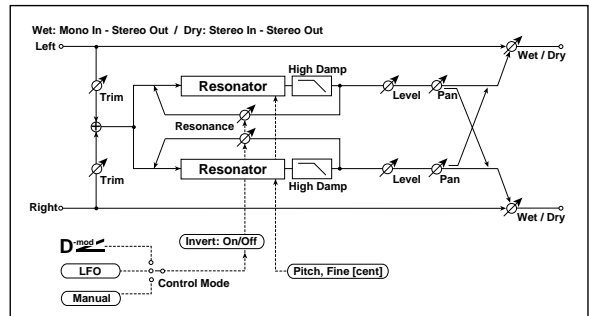 Wet: Mono In - Stereo Out / Dry: Stereo In - Stereo Out
Left
Wet / Dry
Trim
Resonator
High Damp
Level
Pan
Resonance
Trim
Resonator
High Damp
Level
Pan
Right
Wet / Dry
D-mod
Invert: On/Off
LFO
Control Mode
Pitch, Fine [cent]
Manual